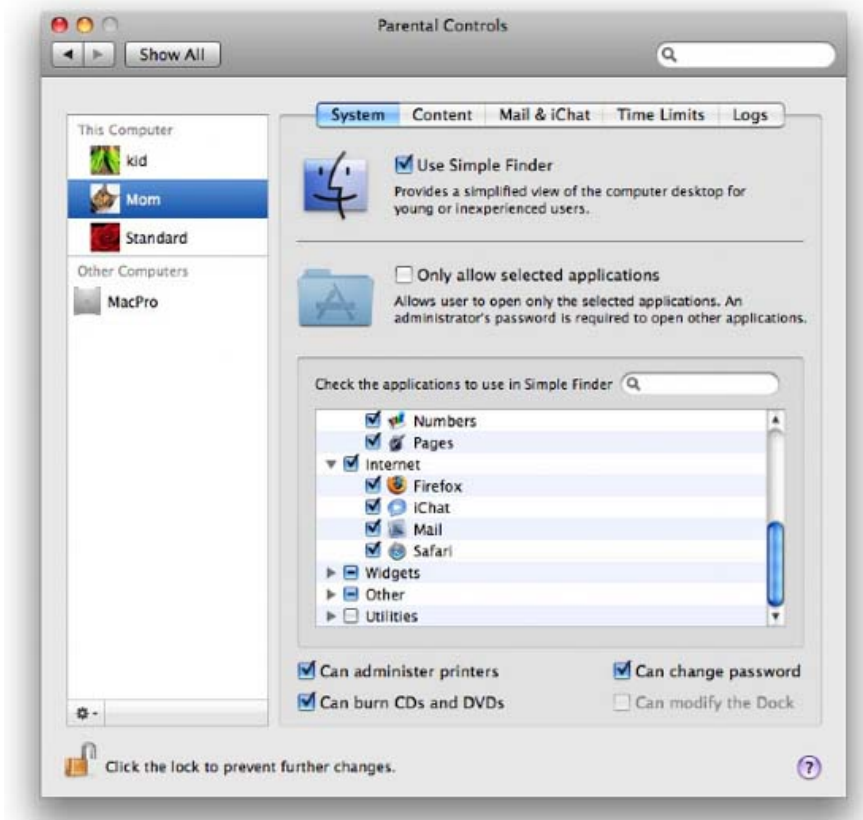 Parental Controls
Show All
System Content Mail & iChat Time Limits Logs
This Computer
kid
Mom
Standard
Other Computers
MacPro
Use Simple Finder
Provides a simplified view of the computer desktop for
young or inexperienced users.
Only allow selected applications
Allows user to open only the selected applications. An
administrator's password is required to open other applications.
Check the applications to use in Simple Finder
Numbers
Pages
Internet
Firefox
iChat
Mail
Safari
Widgets
Other
Utilities
Can administer printers
Can change password
Can burn CDs and DVDs
Can modify the Dock
Click the lock to prevent further changes.
?